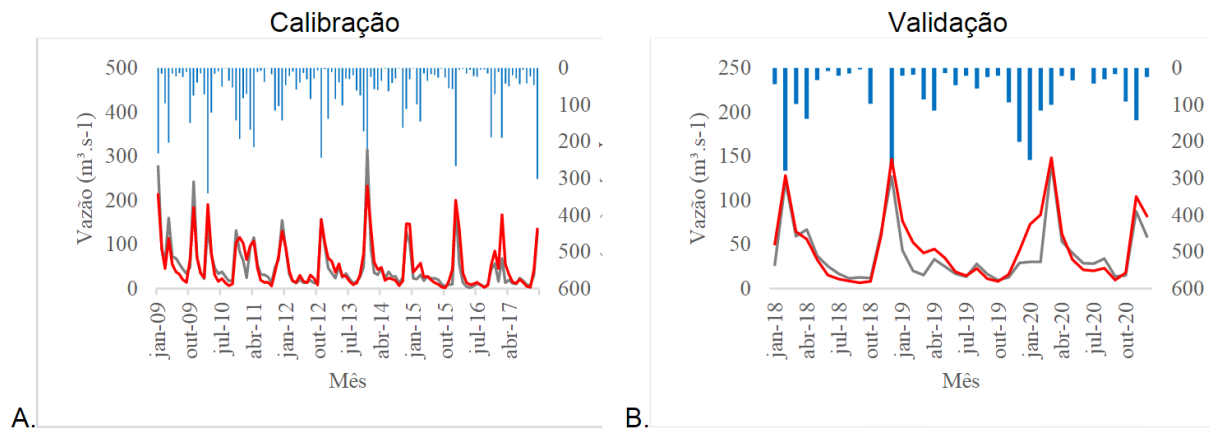 Calibração
Validação
500
400
300
200
100
0
Vazão (m³.s-1)
0
100
200
300
400
500
600
jan-09
out-09
jul-10
abr-11
jan-12
out-12
jul-13
abr-14
jan-15
out-15
jul-16
abr-17
Mês
A.
250
200
150
100
50
0
Vazão (m³.s-1)
0
100
200
300
400
500
600
jan-18
abr-18
jul-18
out-18
jan-19
abr-19
jul-19
out-19
jan-20
abr-20
jul-20
out-20
Mês
B.